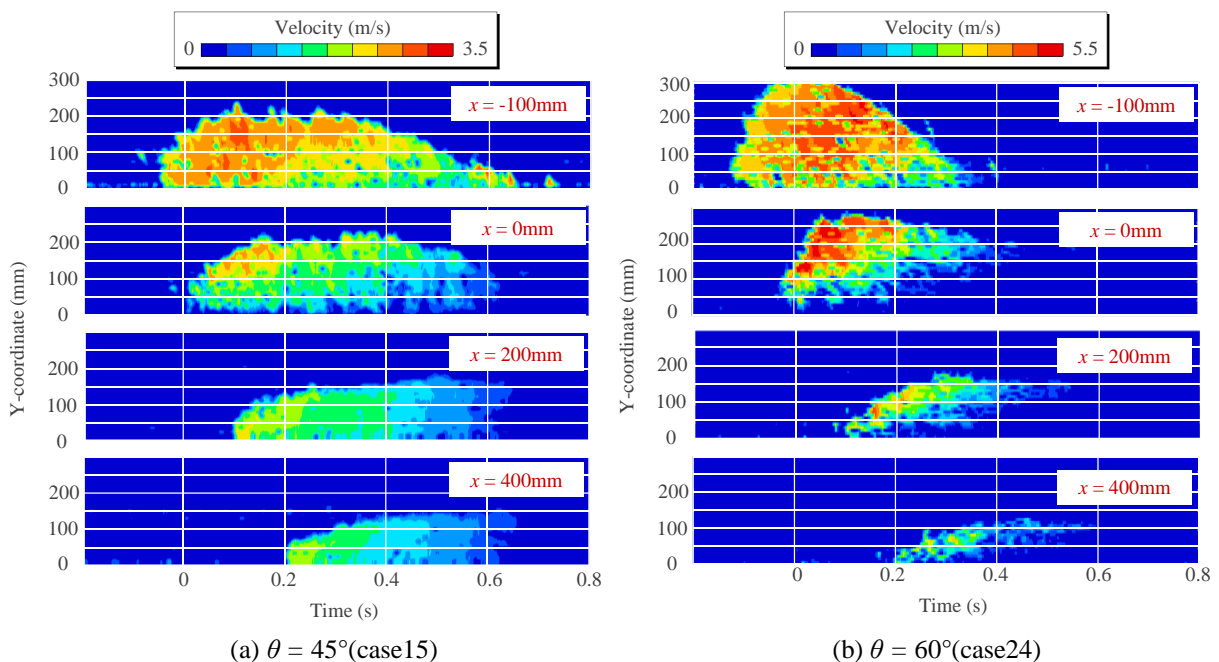 Velocity (m/s)
0 3.5
300
200
100
0
x = -100mm
200
100
0
x = 0mm
200
100
0
x = 200mm
200
100
0
x = 400mm
Y-coordinate (mm)
0 0.2 0.4 0.6 0.8
Time (s)
(a) θ = 45°(case15)
Velocity (m/s)
0 5.5
300
200
100
0
x = -100mm
200
100
0
x = 0mm
200
100
0
x = 200mm
200
100
0
x = 400mm
Y-coordinate (mm)
0 0.2 0.4 0.6 0.8
Time (s)
(b) θ = 60°(case24)